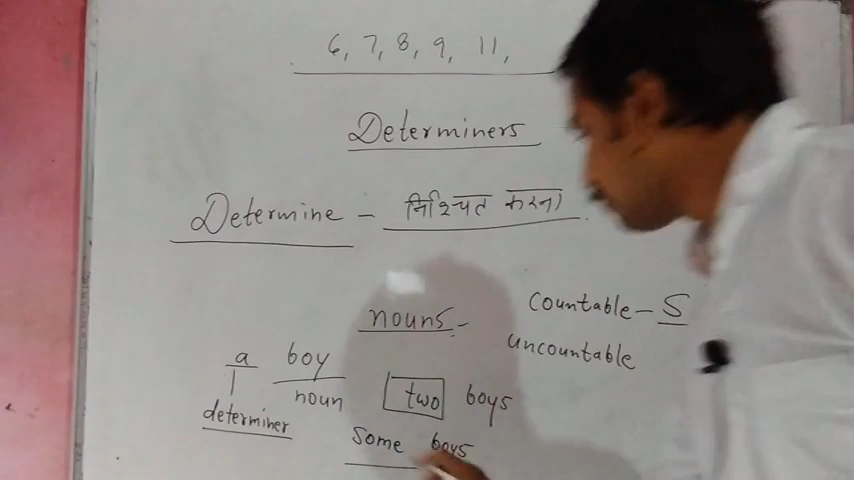 6, 7, 8, 9, 11,
Determiners
Determine - निश्चित करना
nouns -
countable - S
uncountable
a boy
noun
determiner
two boys
some boys